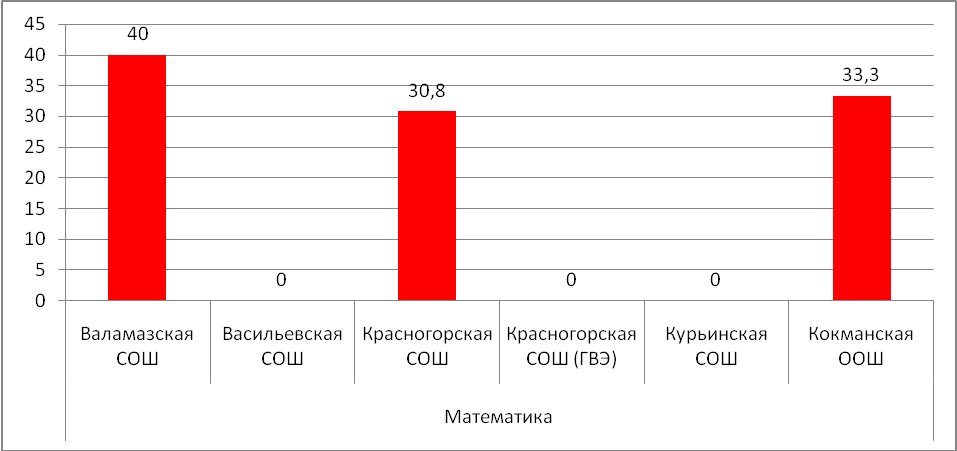 45
40
35
30
25
20
15
10
5
0
40
0
30,8
0
0
33,3
Валамазская
СОШ
Васильевская
СОШ
Красногорская
СОШ
Красногорская
СОШ (ГВЭ)
Курьинская
СОШ
Кокманская
ООШ
Математика